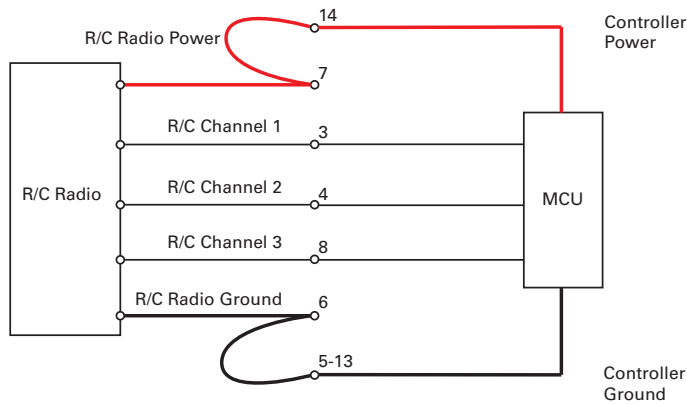 14
R/C Radio Power
Controller
Power
7
R/C Channel 1
3
R/C Radio
R/C Channel 2
4
MCU
R/C Channel 3
8
R/C Radio Ground
6
5-13
Controller
Ground